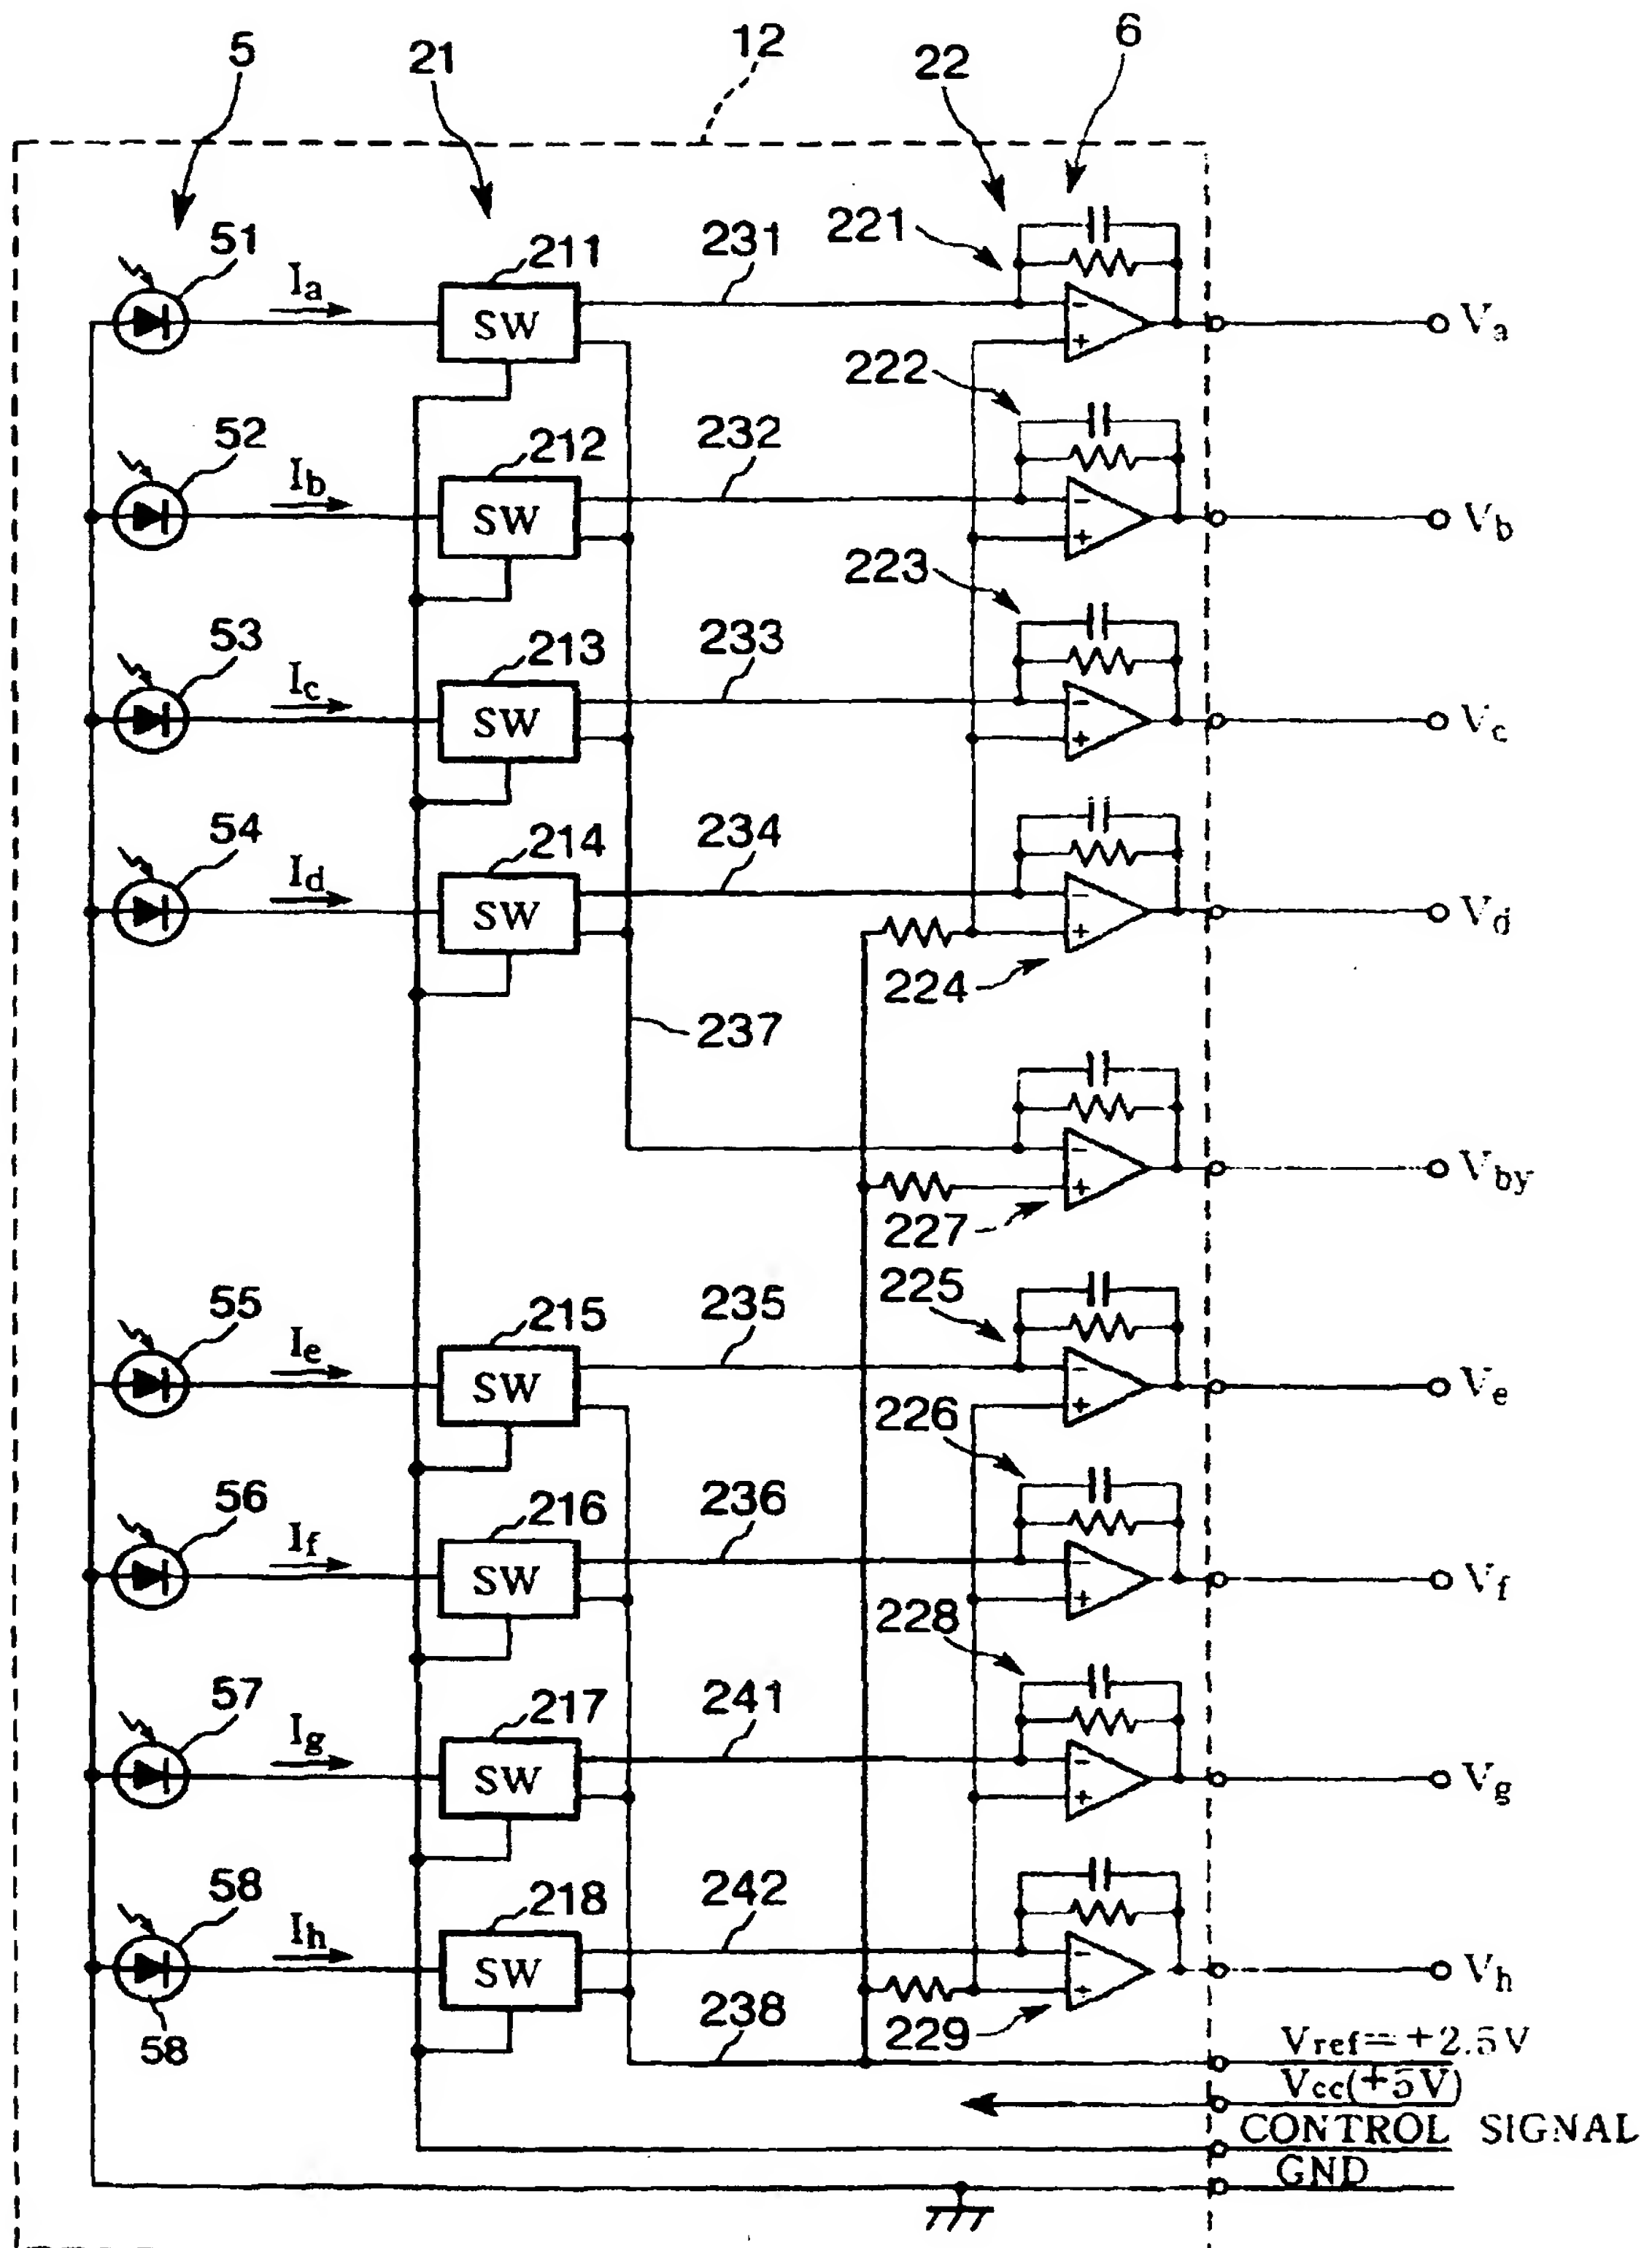 5 21 12 22 6
51 Ia 211 SW 231 221 - + Va
52 Ib 212 SW 232 222 - + Vb
53 Ic 213 SW 233 223 - + Vc
54 Id 214 SW 234 - + 224 Vd
237
- + 227 Vby
55 Ie 215 SW 235 225 - + Ve
56 If 216 SW 236 226 - + Vf
57 Ig 217 SW 241 228 - + Vg
58 Ih 218 SW 242 - + 229 Vh
58 238
Vref=+2.5V
Vcc(+5V)
CONTROL SIGNAL
GND